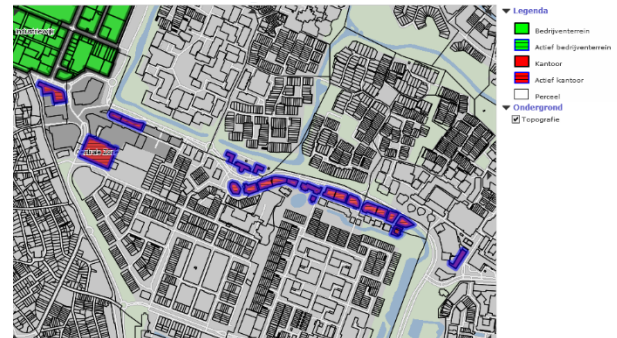 Legenda
Bedrijventerrein
Actief bedrijventerrein
Kantoor
Actief kantoor
Perceel
Ondergrond
Topografie